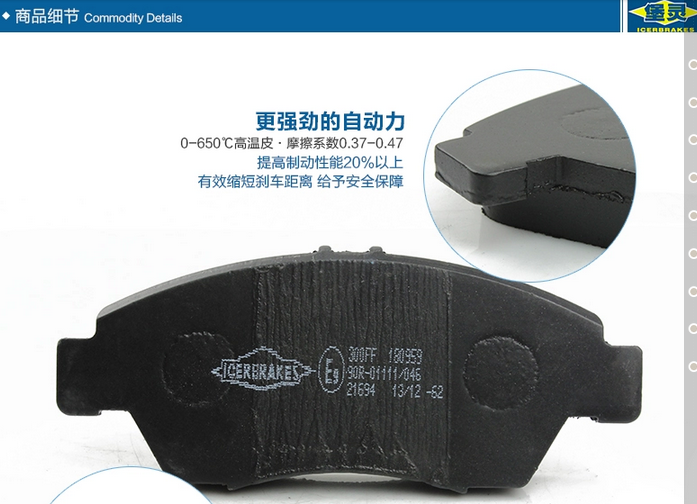 商品细节 Commodity Details
堡灵
ICERBRAKES
更强劲的自动力
0-650℃高温皮·摩擦系数0.37-0.47
提高制动性能20%以上
有效缩短刹车距离 给予安全保障
ICERBRAKES
E9
300FF 180959
90R-01111/046
21694 13/12 -62